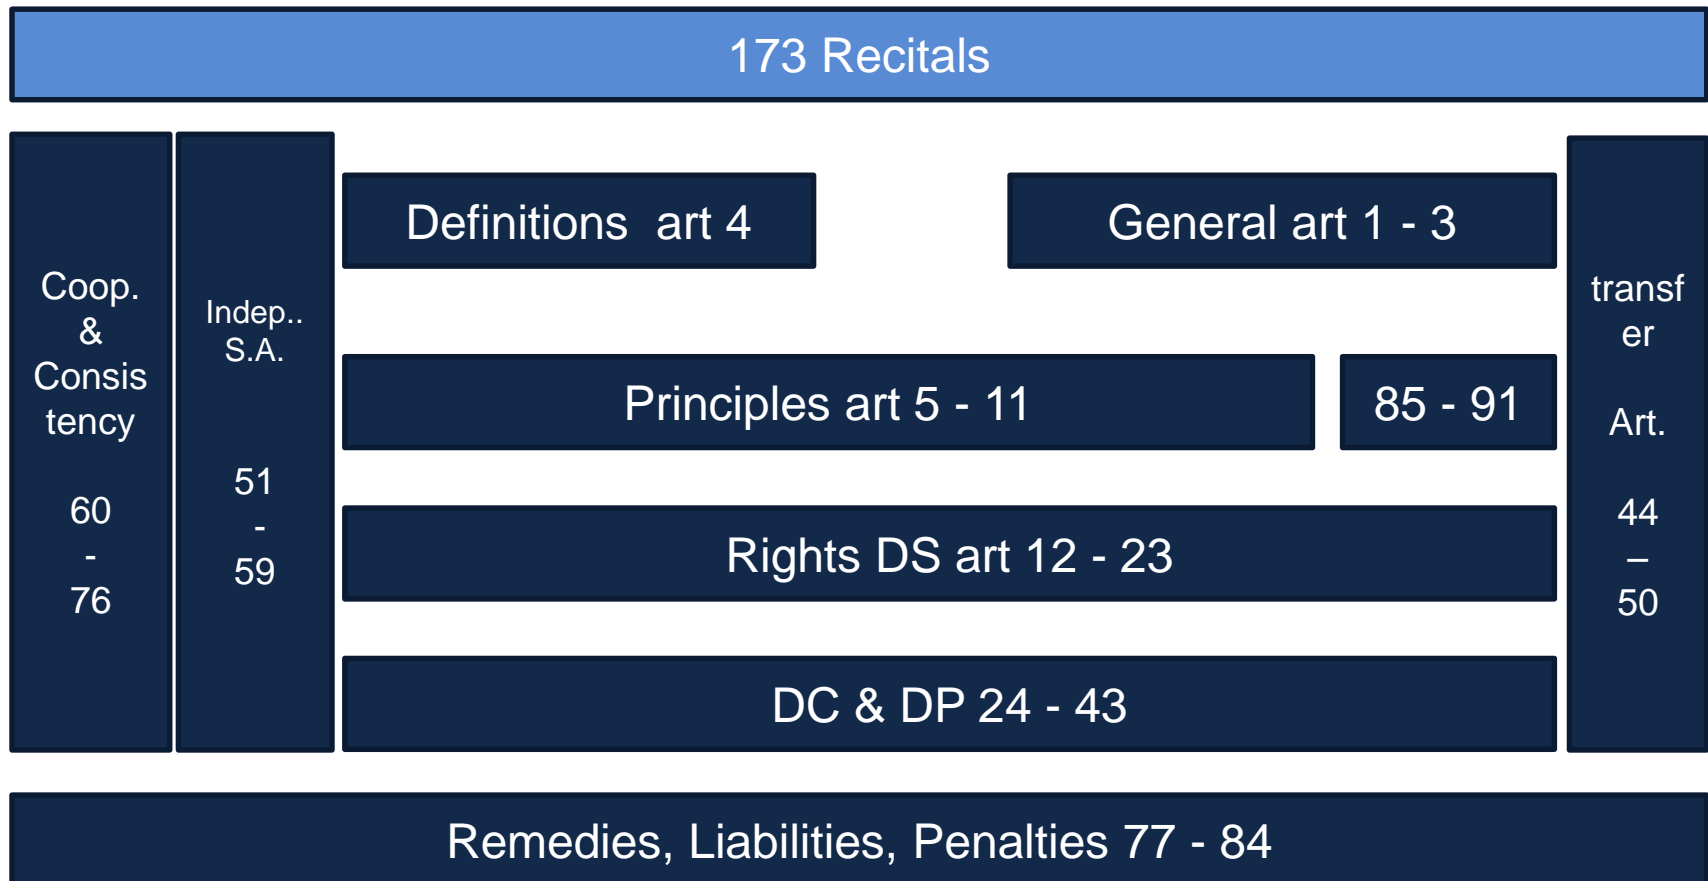 173 Recitals
Coop.
&
Consis
tency
60
-
76
Indep..
S.A.
51
-
59
Definitions  art 4
General art 1 - 3
Principles art 5 - 11
85 - 91
Rights DS art 12 - 23
DC & DP 24 - 43
transf
er
Art.
44
–
50
Remedies, Liabilities, Penalties 77 - 84